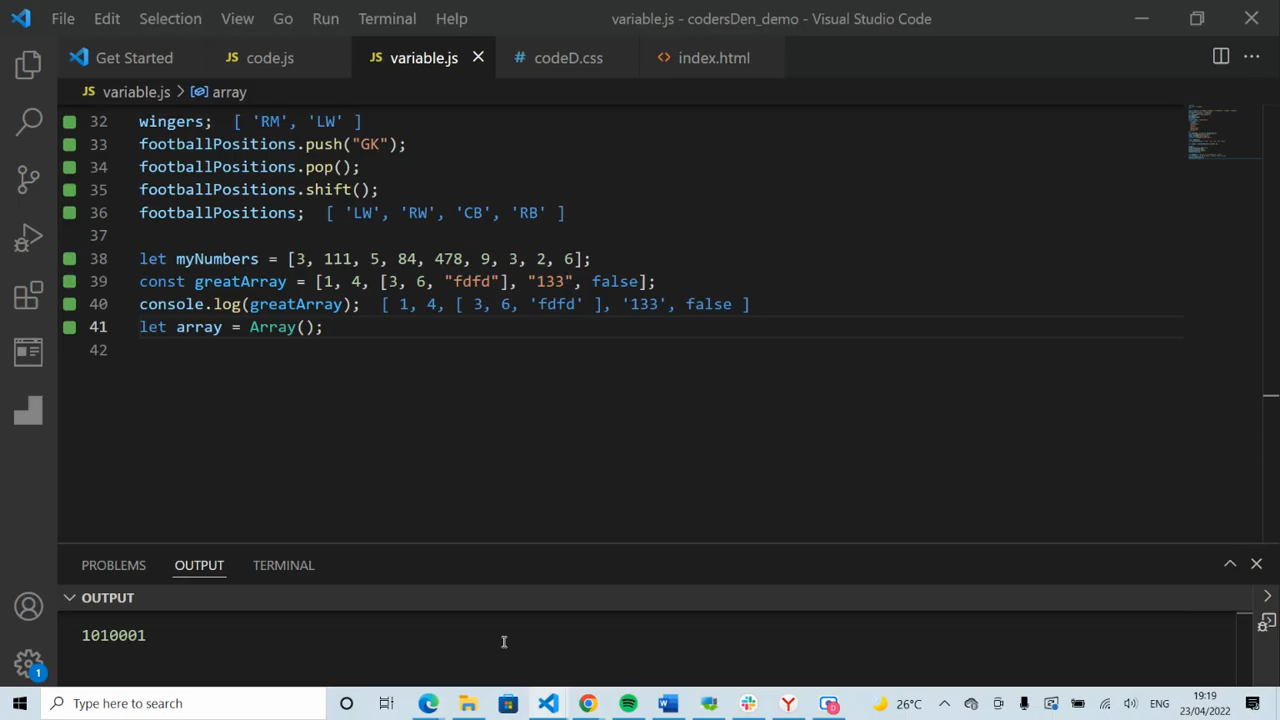 File Edit Selection View Go Run Terminal Help variable.js - codersDen_demo - Visual Studio Code
Get Started JS code.js JS variable.js # codeD.css <> index.html
JS variable.js > array
32 wingers; [ 'RM', 'LW' ]
33 footballPositions.push("GK");
34 footballPositions.pop();
35 footballPositions.shift();
36 footballPositions; [ 'LW', 'RW', 'CB', 'RB' ]
37
38 let myNumbers = [3, 111, 5, 84, 478, 9, 3, 2, 6];
39 const greatArray = [1, 4, [3, 6, "fdfd"], "133", false];
40 console.log(greatArray); [ 1, 4, [ 3, 6, 'fdfd' ], '133', false ]
41 let array = Array();
42
PROBLEMS OUTPUT TERMINAL
OUTPUT
1010001
1
Type here to search 26°C ENG 19:19
23/04/2022